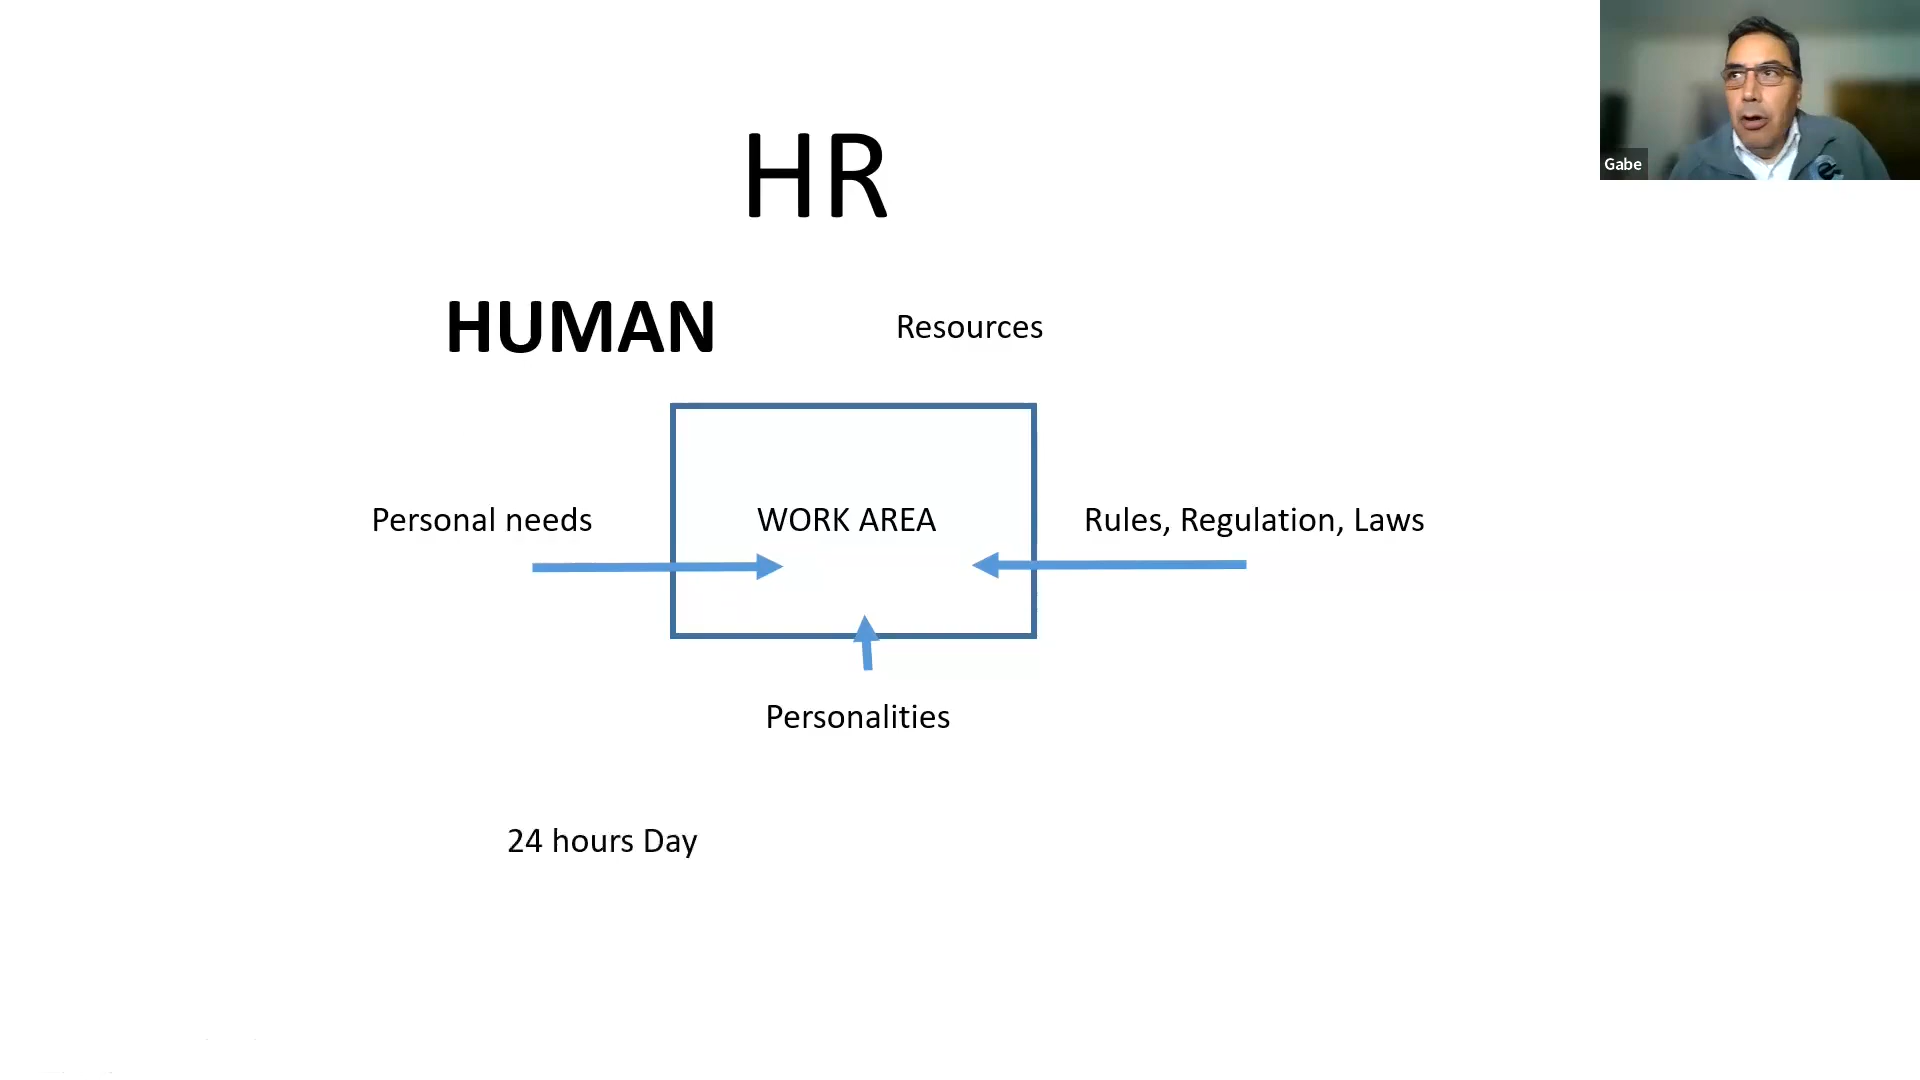 HR
Gabe
HUMAN Resources
Personal needs WORK AREA Rules, Regulation, Laws
Personalities
24 hours Day